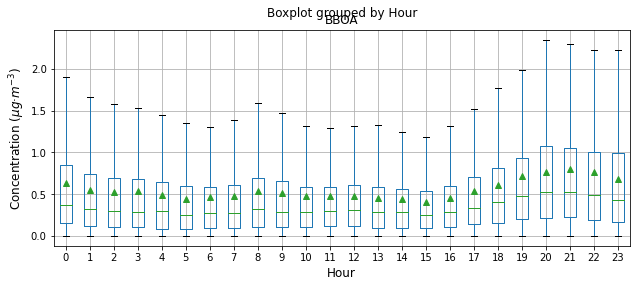 Boxplot grouped by Hour
BBOA
Concentration (μg·m⁻³)
2.0
1.5
1.0
0.5
0.0
0 1 2 3 4 5 6 7 8 9 10 11 12 13 14 15 16 17 18 19 20 21 22 23
Hour